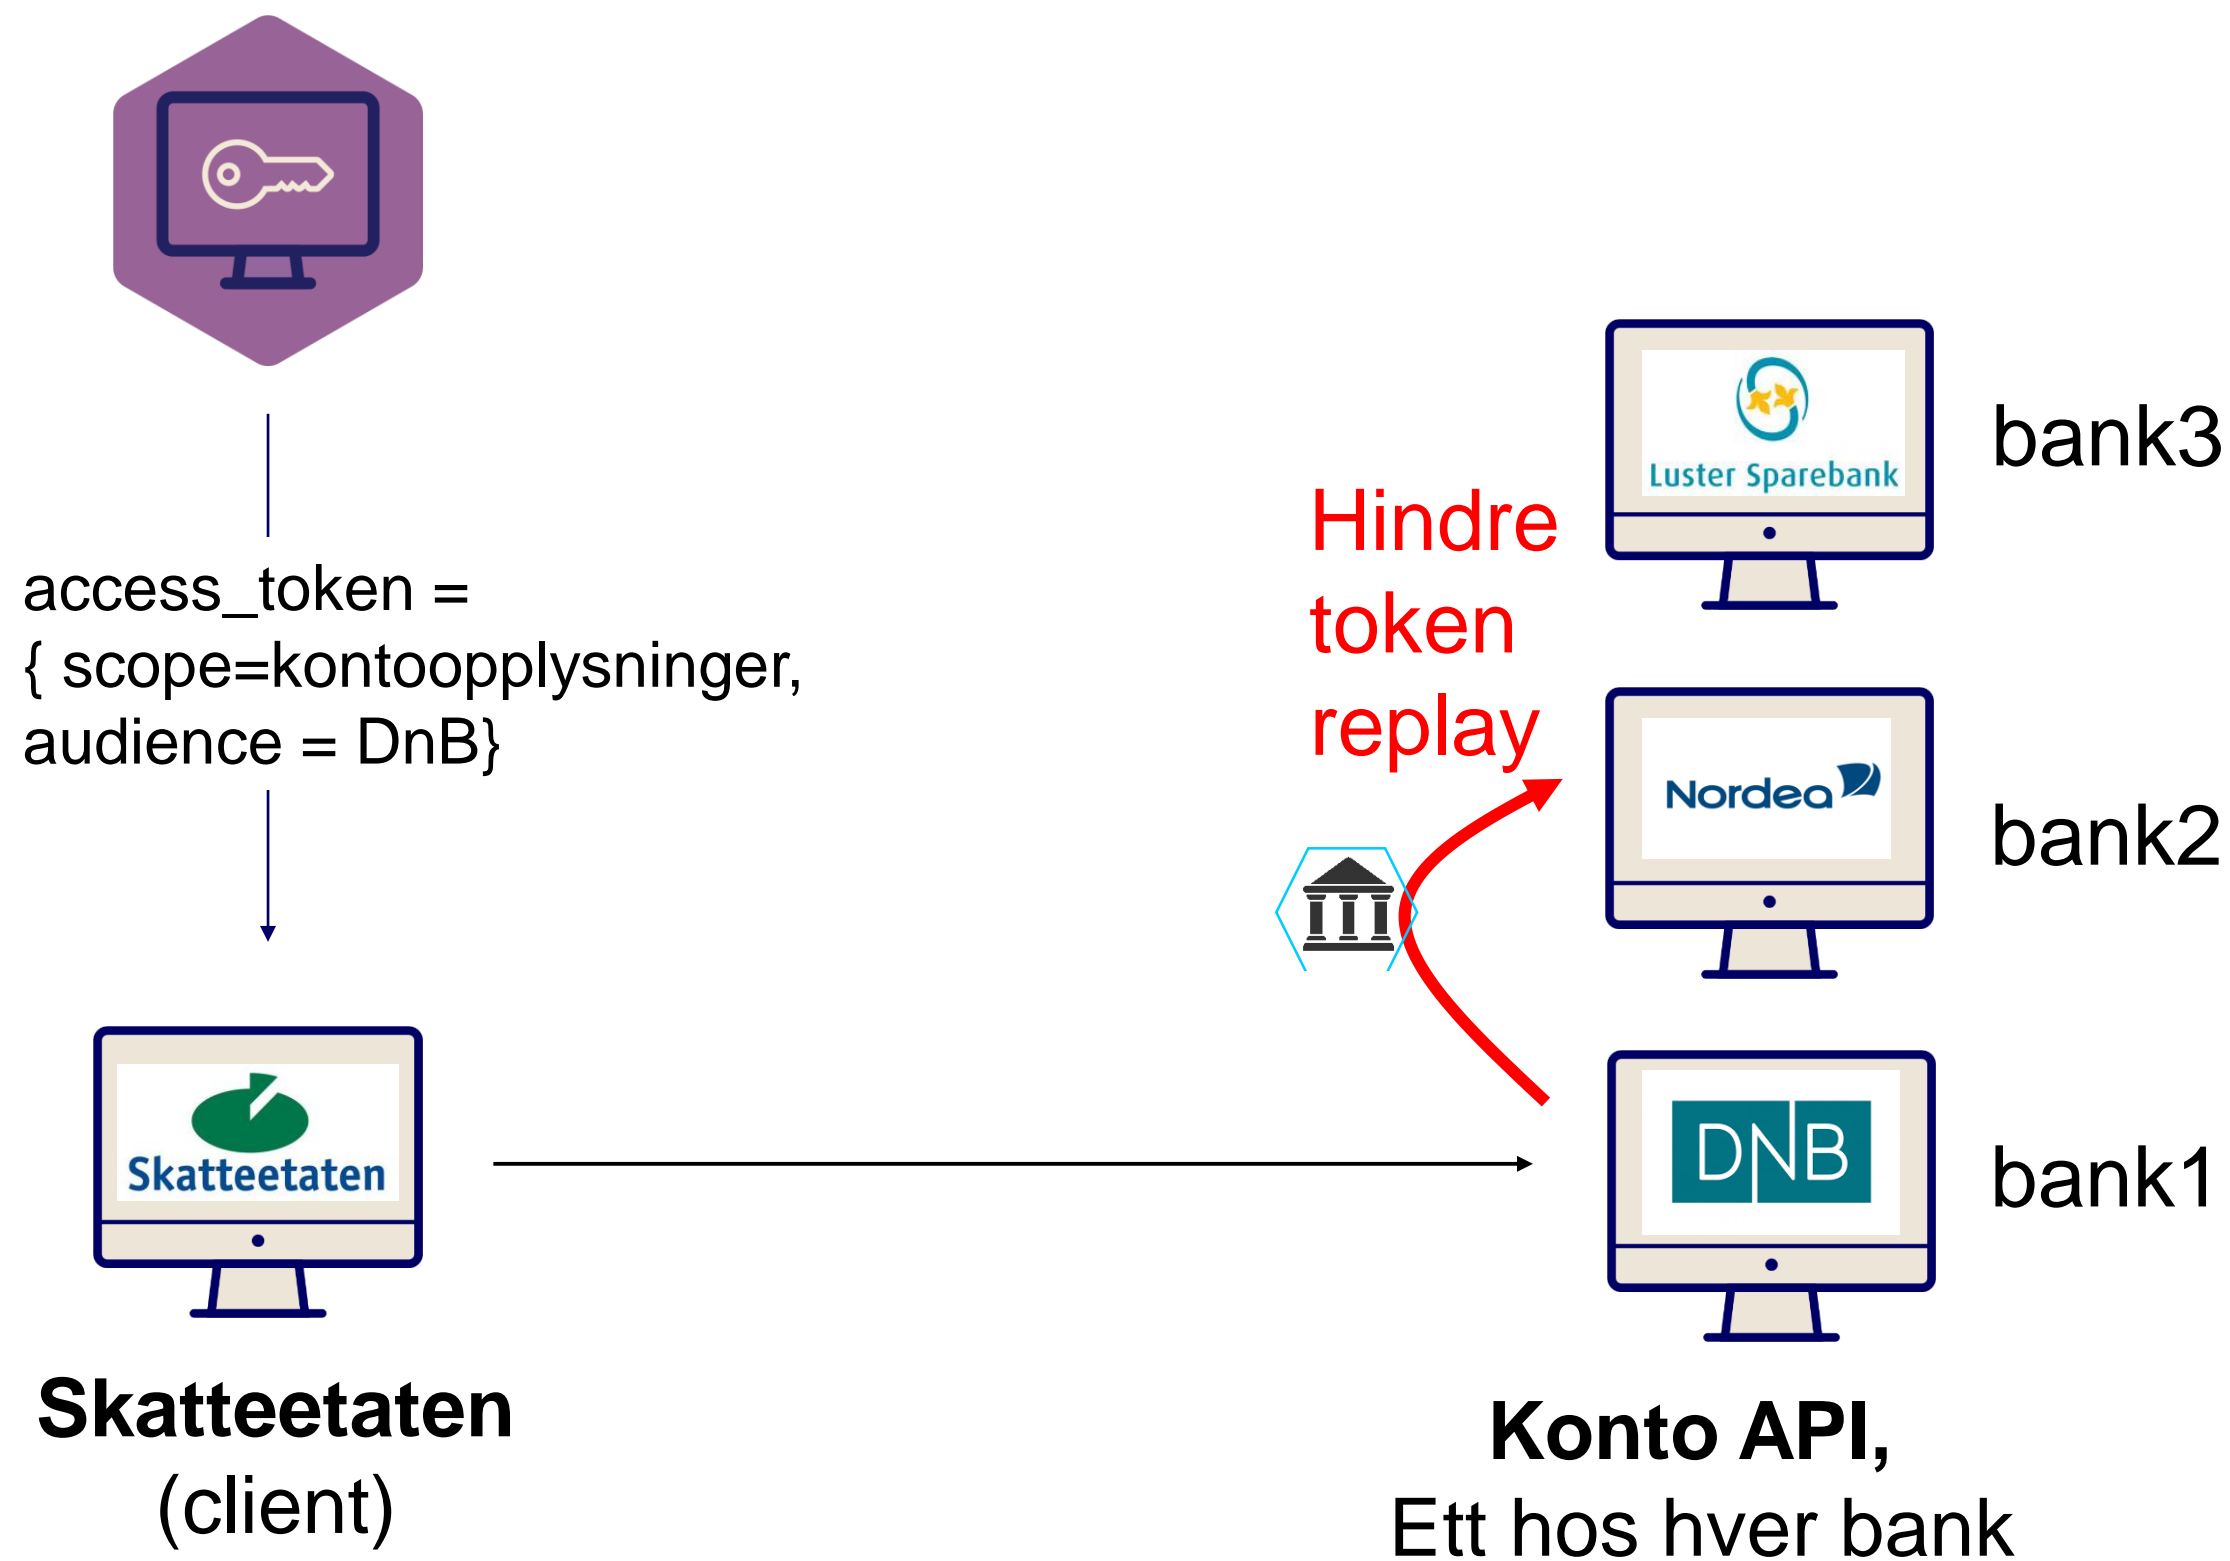 access_token =
{ scope=kontoopplysninger,
audience = DnB}
Skatteetaten
Skatteetaten
(client)
Hindre
token
replay
Luster Sparebank
bank3
Nordea
bank2
DNB
bank1
Konto API,
Ett hos hver bank